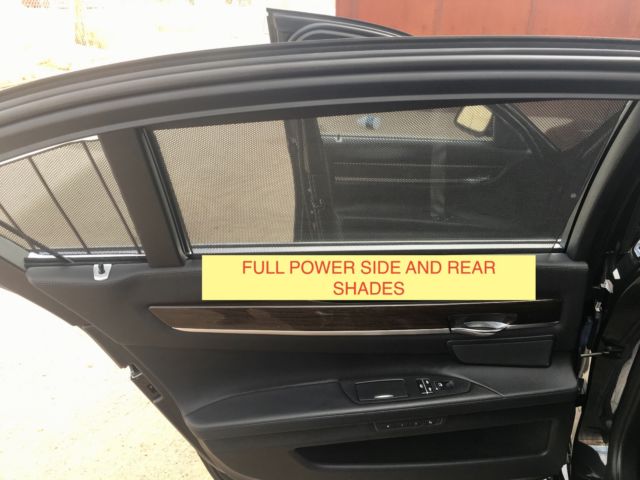 FULL POWER SIDE AND REAR
SHADES